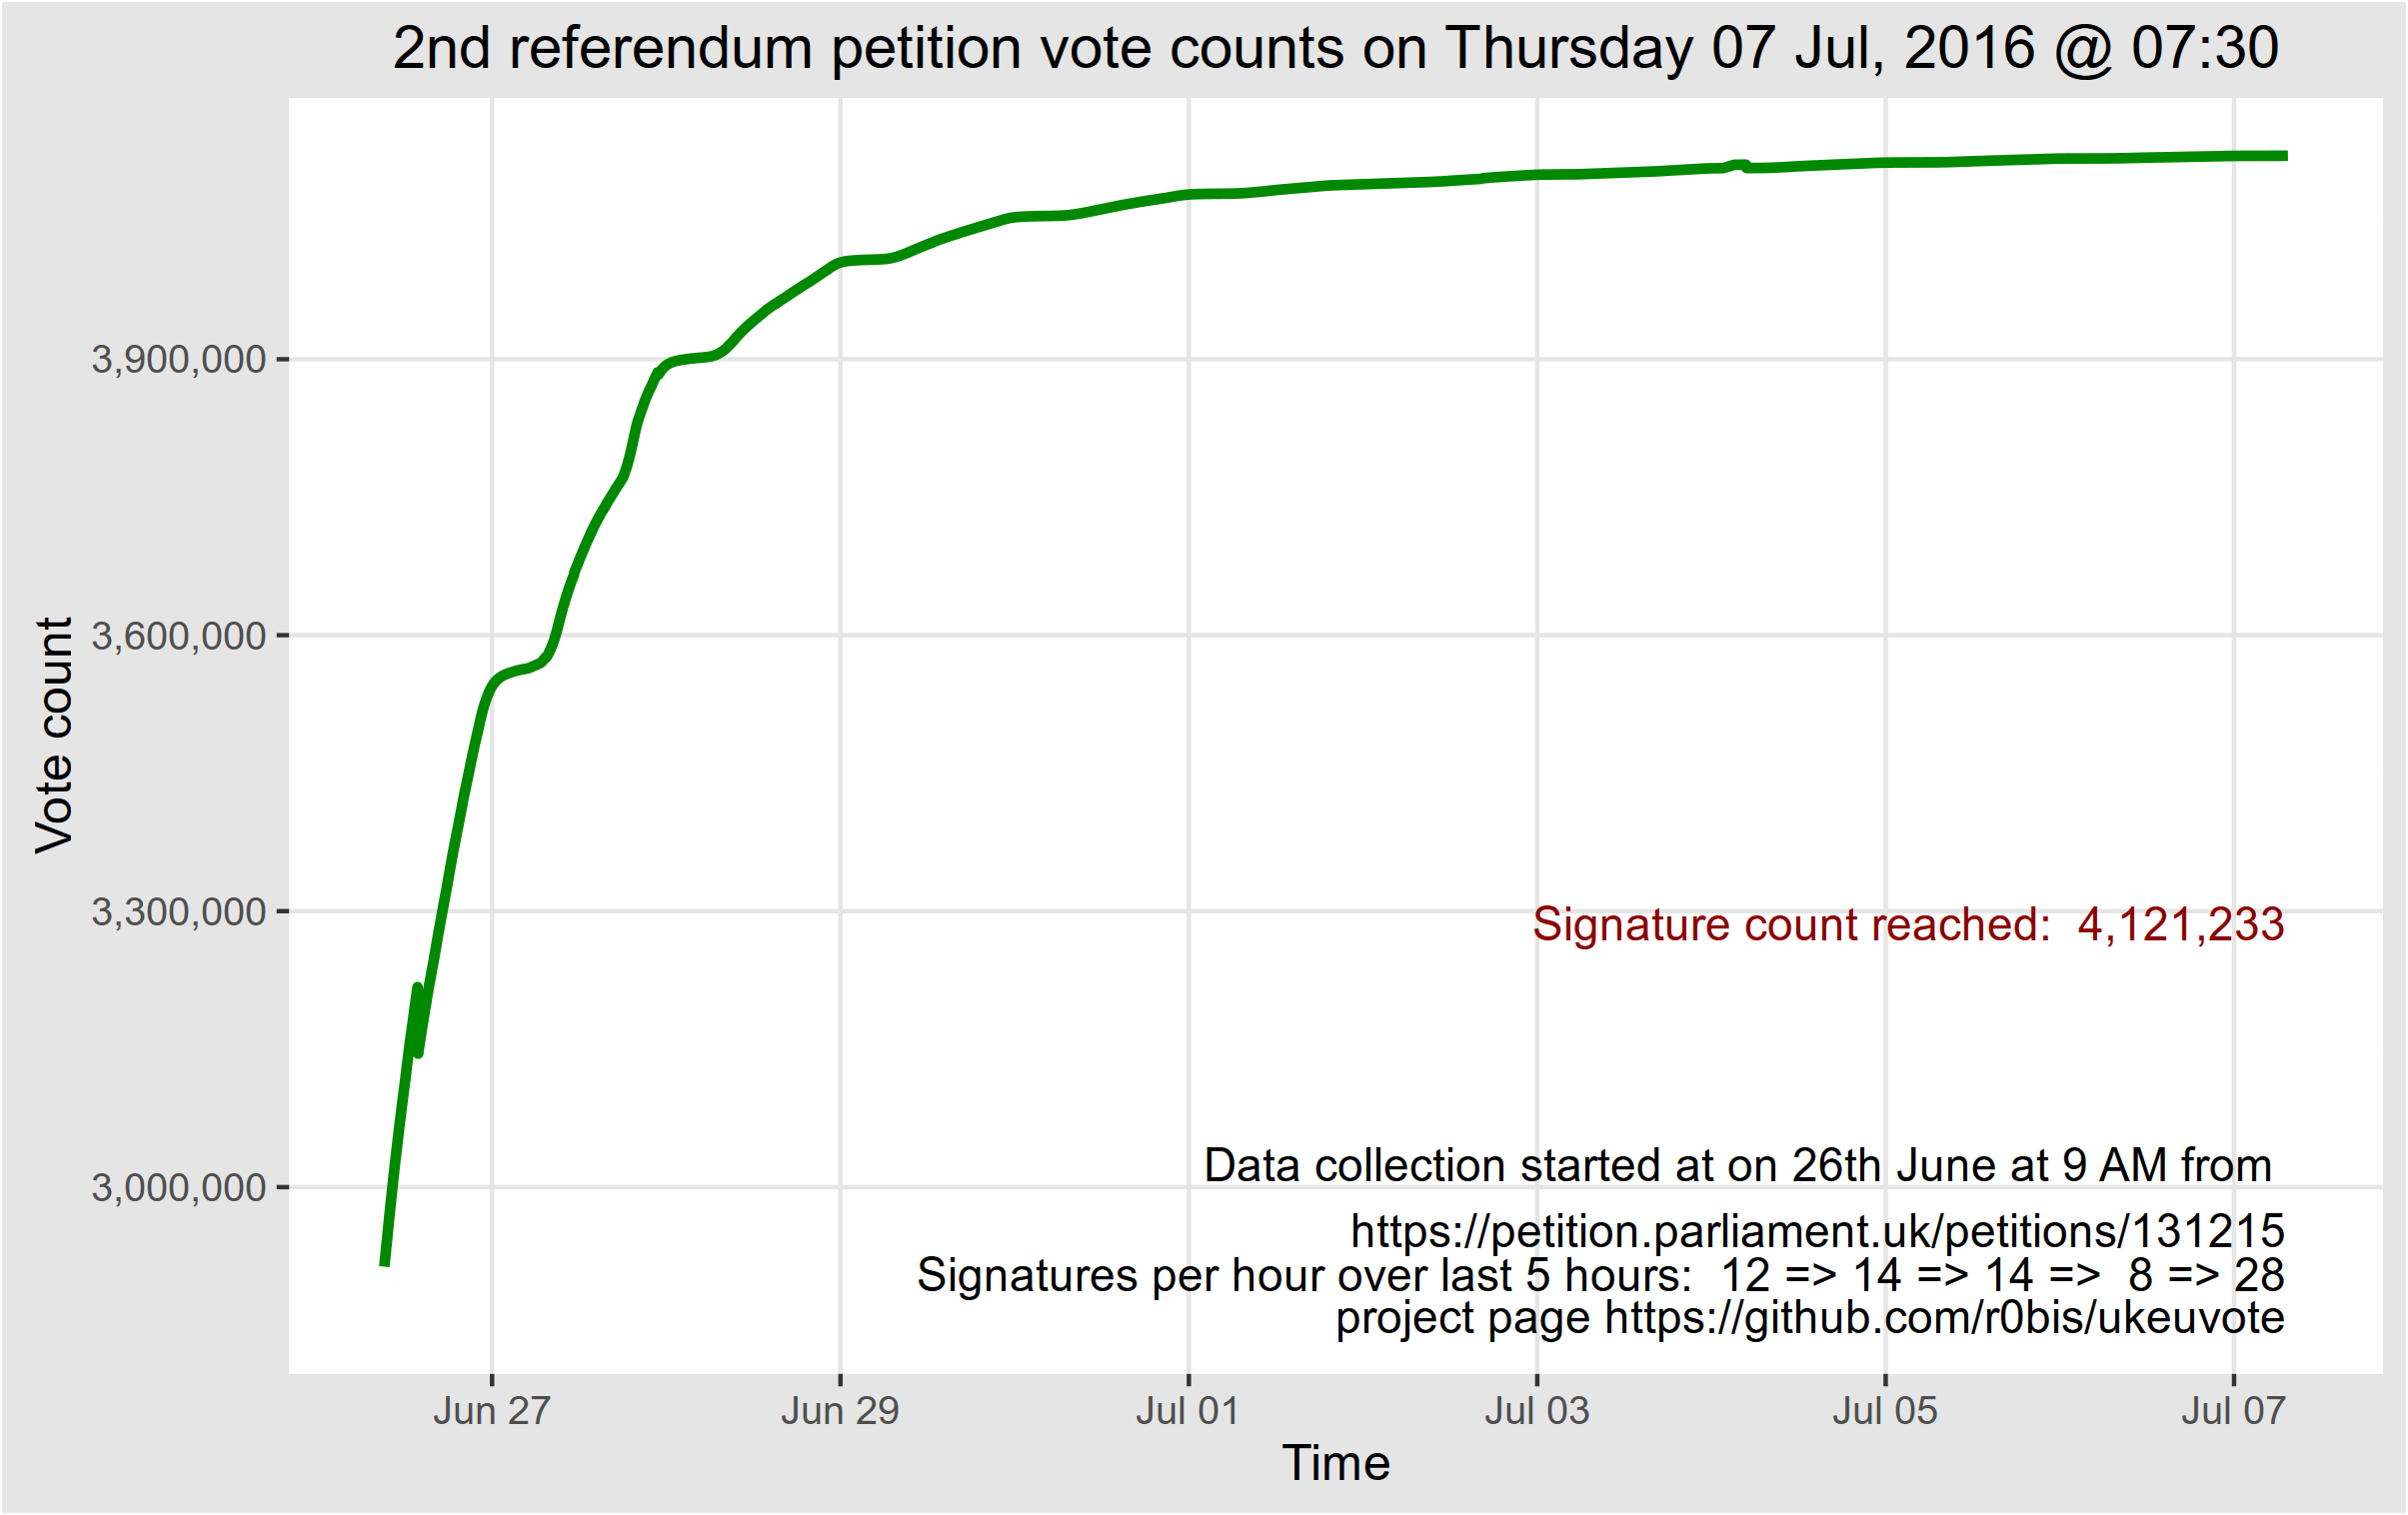 2nd referendum petition vote counts on Thursday 07 Jul, 2016 @ 07:30
Vote count
3,900,000
3,600,000
3,300,000
3,000,000
Signature count reached:  4,121,233
Data collection started at on 26th June at 9 AM from
https://petition.parliament.uk/petitions/131215
Signatures per hour over last 5 hours:  12 => 14 => 14 =>  8 => 28
project page https://github.com/r0bis/ukeuvote
Jun 27
Jun 29
Jul 01
Jul 03
Jul 05
Jul 07
Time